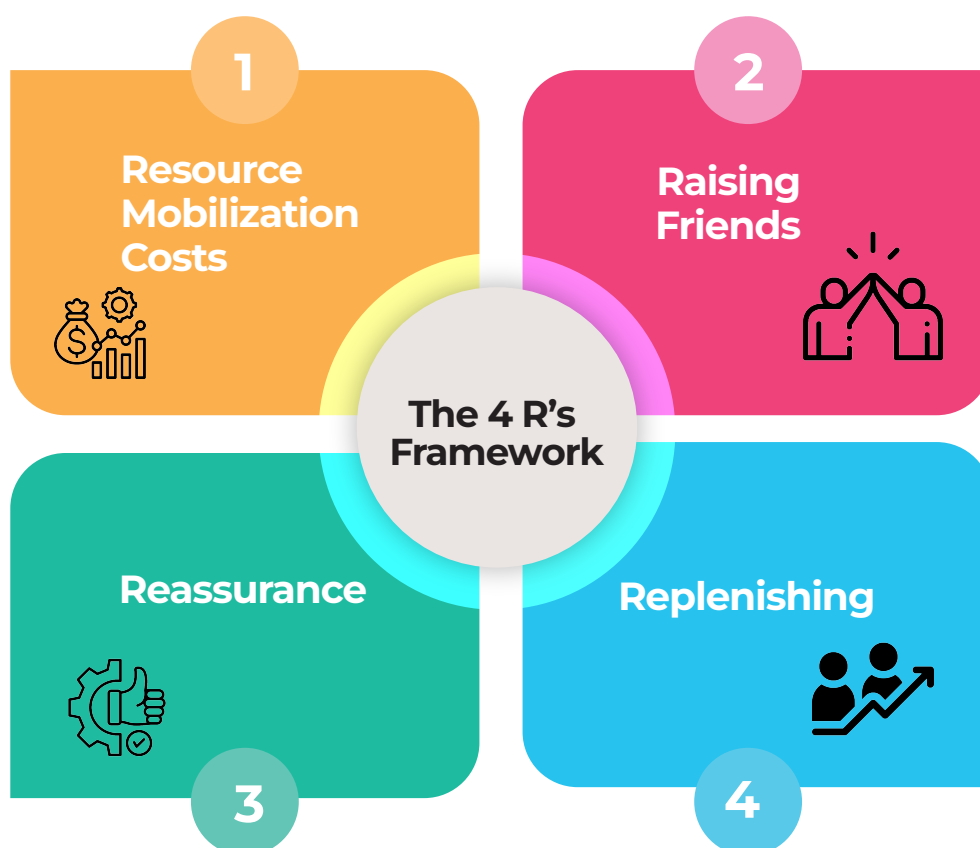 1
Resource
Mobilization
Costs
$
2
Raising
Friends
The 4 R’s
Framework
Reassurance
3
Replenishing
4